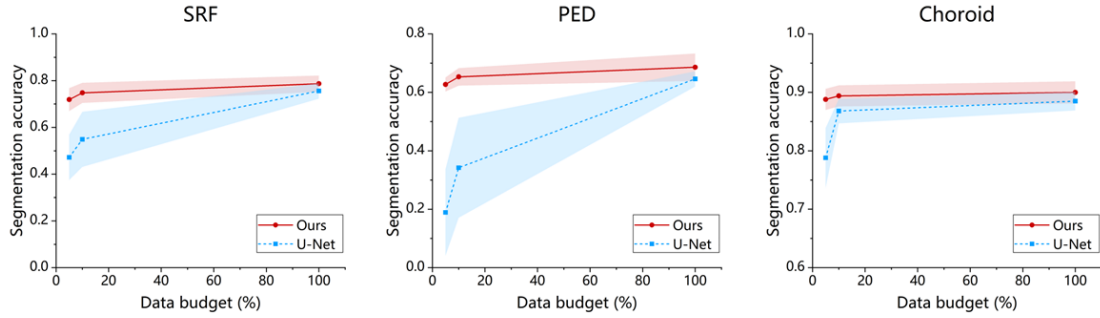 SRF
1.0
0.8
0.6
0.4
0.2
0.0
Segmentation accuracy
0 20 40 60 80 100
Data budget (%)
Ours
U-Net
PED
0.8
0.6
0.4
0.2
0.0
Segmentation accuracy
0 20 40 60 80 100
Data budget (%)
Ours
U-Net
Choroid
1.0
0.9
0.8
0.7
0.6
Segmentation accuracy
0 20 40 60 80 100
Data budget (%)
Ours
U-Net